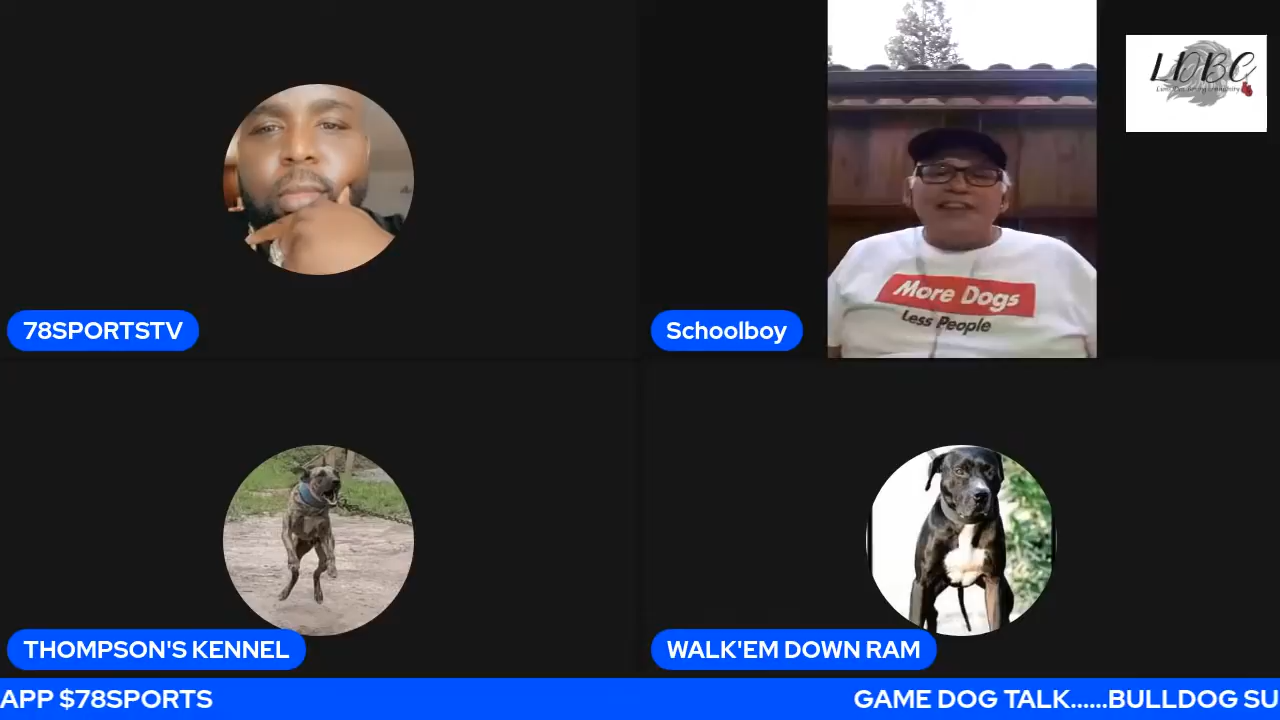 LDBC
More Dogs
Less People
78SPORTSTV
Schoolboy
THOMPSON'S KENNEL
WALK'EM DOWN RAM
APP $78SPORTS
GAME DOG TALK......BULLDOG SU